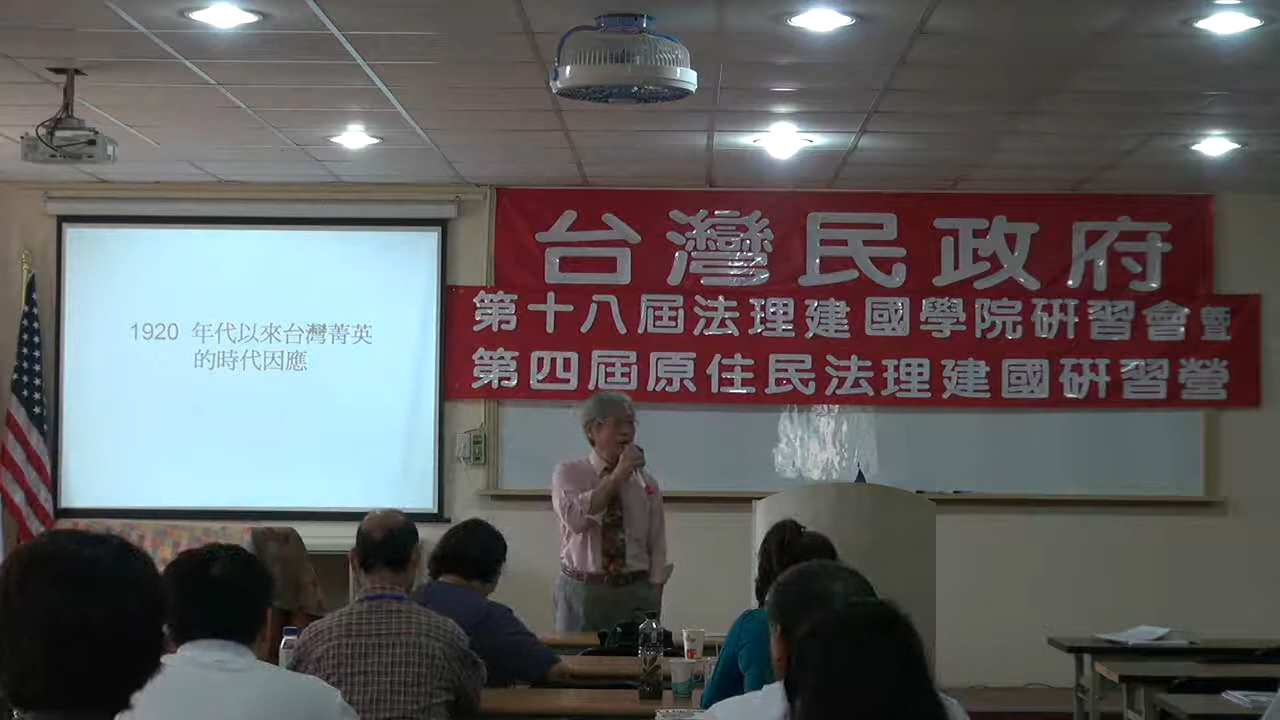 1920 年代以來台灣菁英
的時代因應
台灣民政府
第十八屆法理建國學院研習會暨
第四屆原住民法理建國研習營